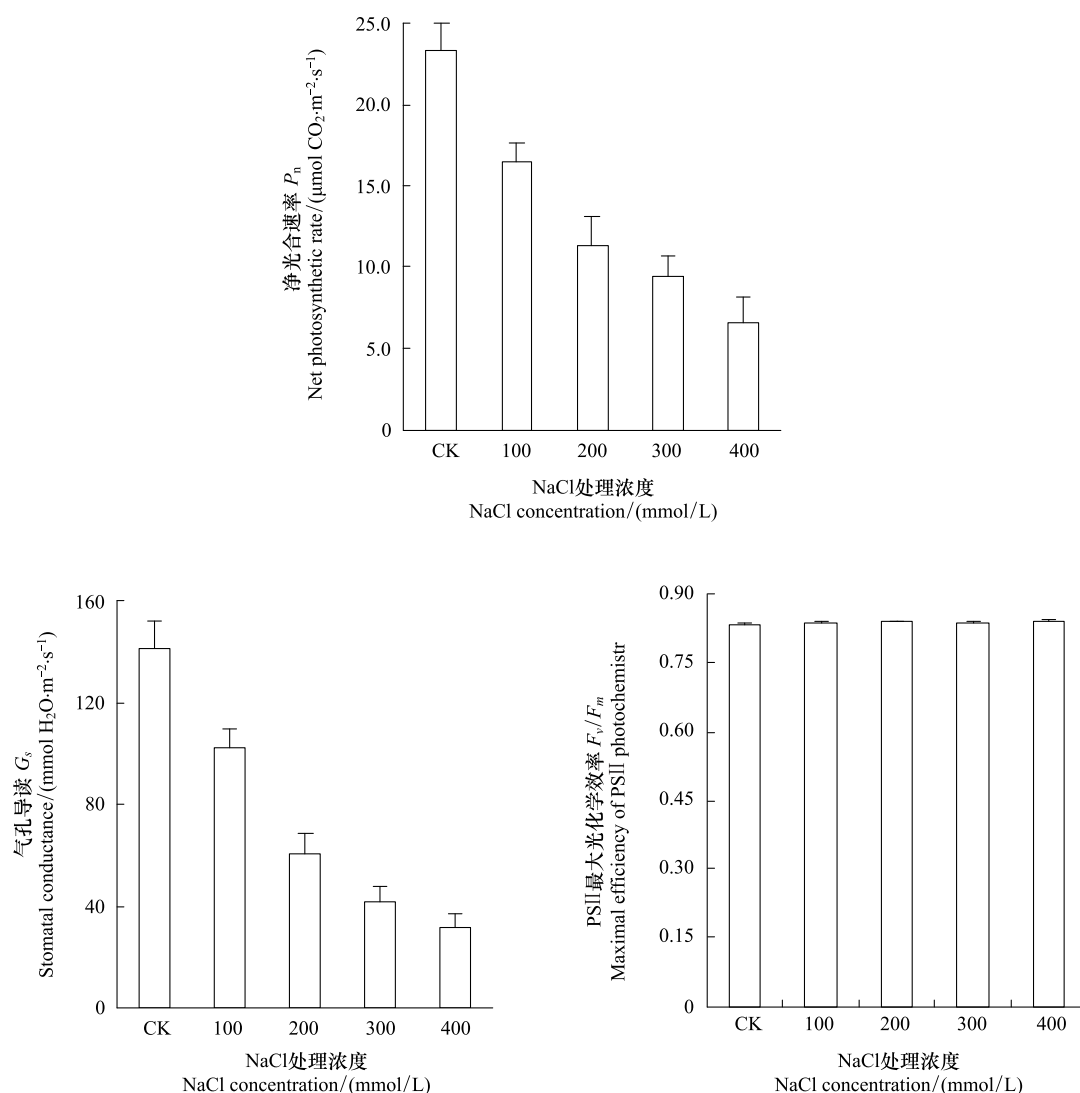 净光合速率 Pn
Net photosynthetic rate/(μmol CO₂·m⁻²·s⁻¹)
25.0
20.0
15.0
10.0
5.0
0
CK 100 200 300 400
NaCl处理浓度
NaCl concentration/(mmol/L)
气孔导读 Gs
Stomatal conductance/(mmol H₂O·m⁻²·s⁻¹)
160
120
80
40
0
CK 100 200 300 400
NaCl处理浓度
NaCl concentration/(mmol/L)
PSⅡ最大光化学效率 Fv/Fm
Maximal efficiency of PSⅡ photochemistr
0.90
0.75
0.60
0.45
0.30
0.15
0
CK 100 200 300 400
NaCl处理浓度
NaCl concentration/(mmol/L)